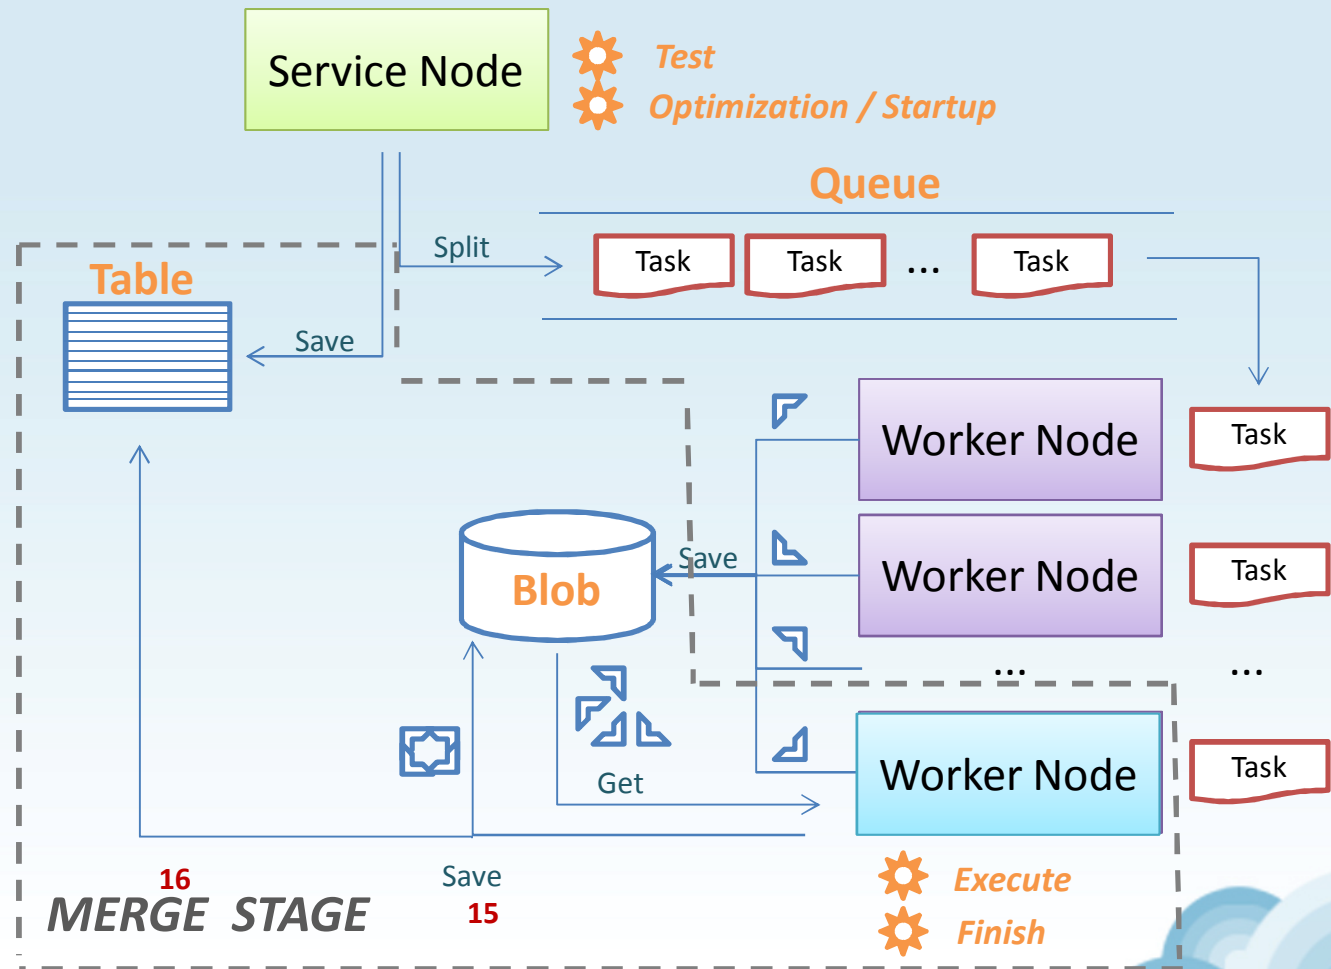 Service Node
Test
Optimization / Startup
Queue
Split
Task
Task
...
Task
Table
Save
Worker Node
Task
Worker Node
Task
Save
Blob
...
...
Worker Node
Task
Get
16
Save
15
MERGE STAGE
Execute
Finish